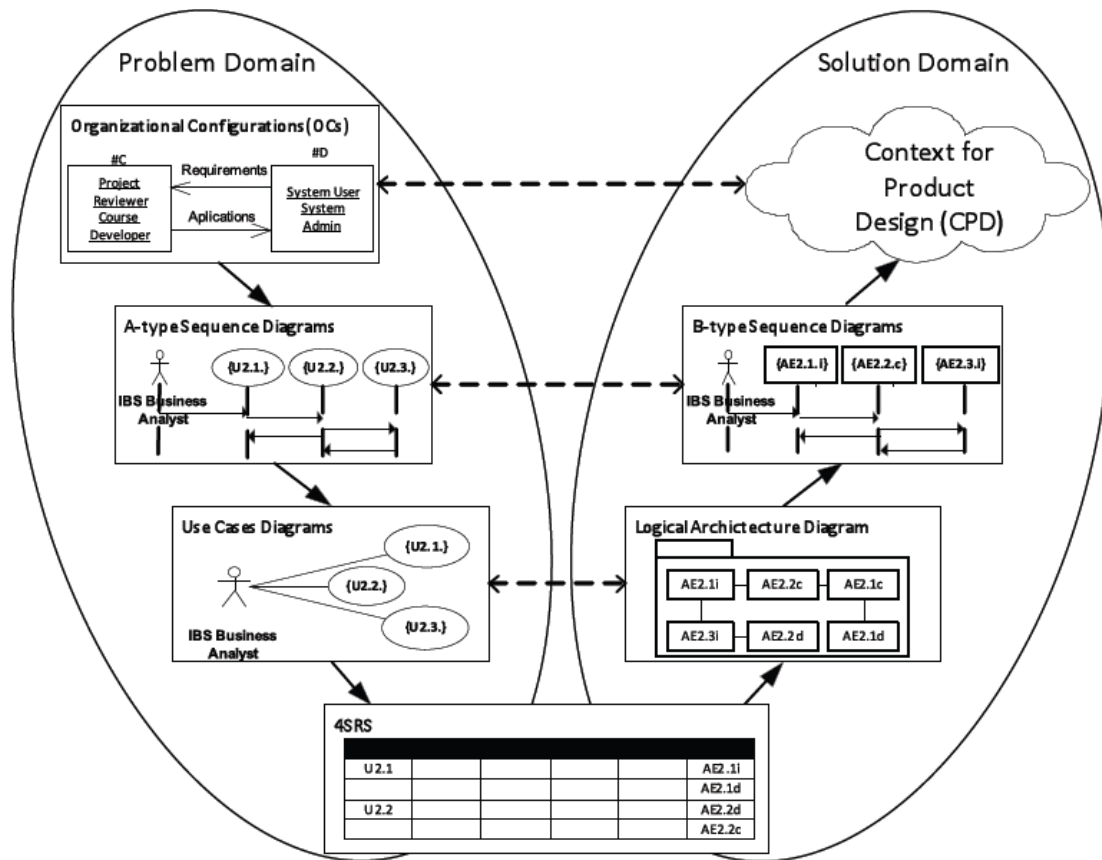 Problem Domain
Organizational Configurations (OCs)
#C
#D
Project
Reviewer
Course
Developer
Requirements
Aplications
System User
System
Admin
A-type Sequence Diagrams
{U2.1.}
{U2.2.}
{U2.3.}
IBS Business
Analyst
Use Cases Diagrams
{U2.1.}
{U2.2.}
{U2.3.}
IBS Business
Analyst
Solution Domain
Context for
Product
Design (CPD)
B-type Sequence Diagrams
{AE2.1.i}
{AE2.2.c}
{AE2.3.i}
IBS Business
Analyst
Logical Archictecture Diagram
AE2.1i
AE2.2c
AE2.1c
AE2.3i
AE2.2d
AE2.1d
4SRS
U2.1
AE2.1i
AE2.1d
U2.2
AE2.2d
AE2.2c